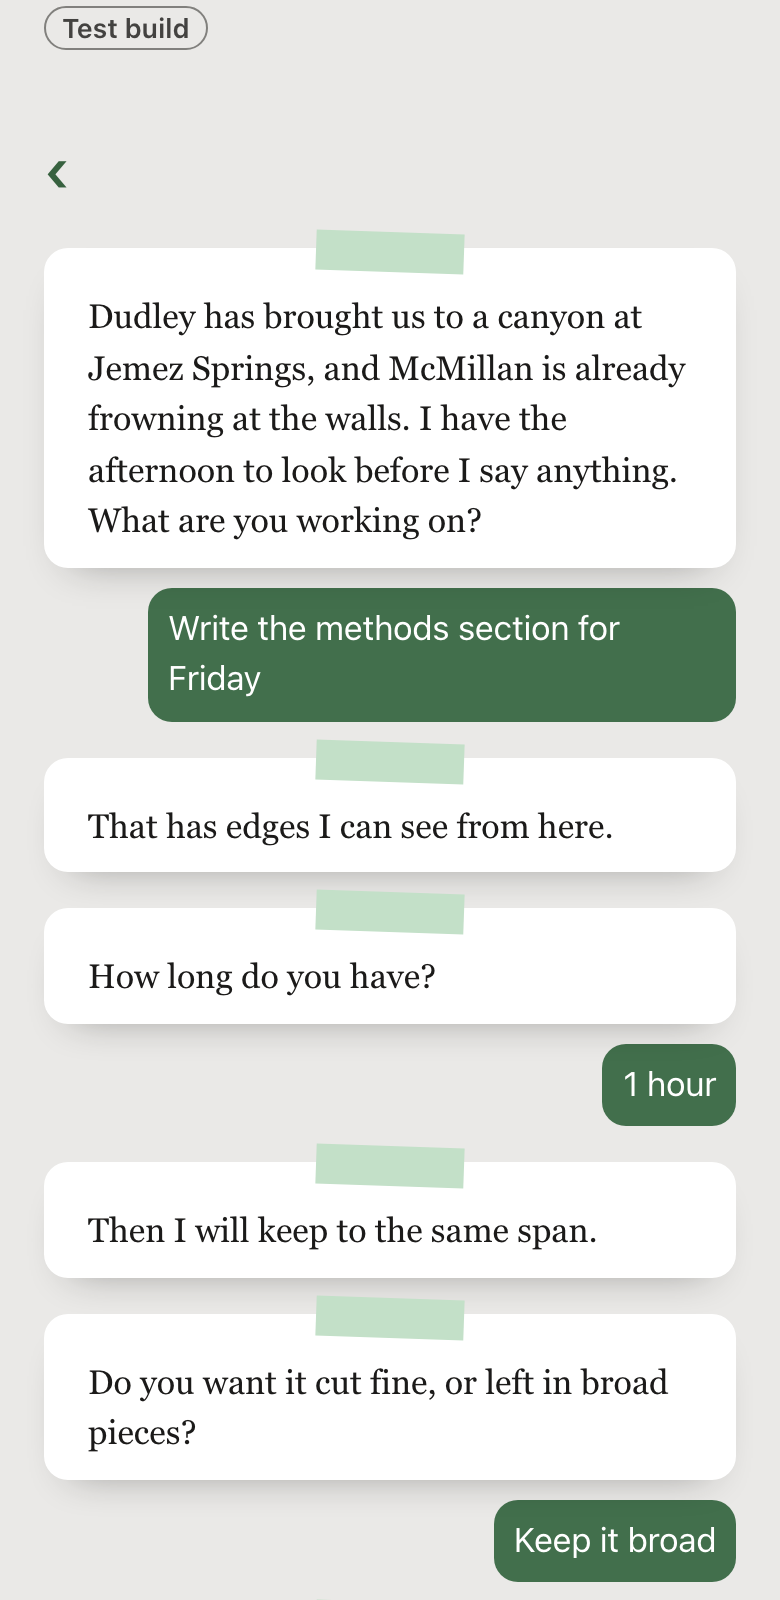 Test build
Dudley has brought us to a canyon at
Jemez Springs, and McMillan is already
frowning at the walls. I have the
afternoon to look before I say anything.
What are you working on?
Write the methods section for
Friday
That has edges I can see from here.
How long do you have?
1 hour
Then I will keep to the same span.
Do you want it cut fine, or left in broad
pieces?
Keep it broad